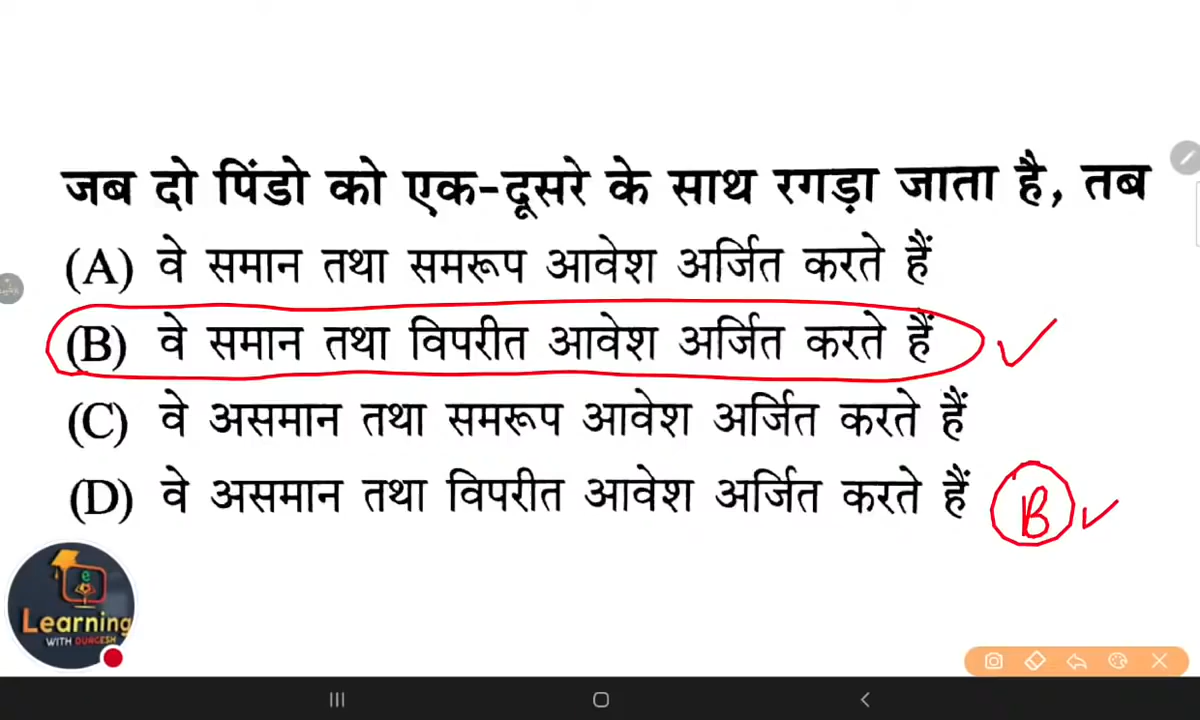 जब दो पिंडो को एक-दूसरे के साथ रगड़ा जाता है, तब
(A) वे समान तथा समरूप आवेश अर्जित करते हैं
(B) वे समान तथा विपरीत आवेश अर्जित करते हैं
(C) वे असमान तथा समरूप आवेश अर्जित करते हैं
(D) वे असमान तथा विपरीत आवेश अर्जित करते हैं
B
e
Learning
WITH DURGESH